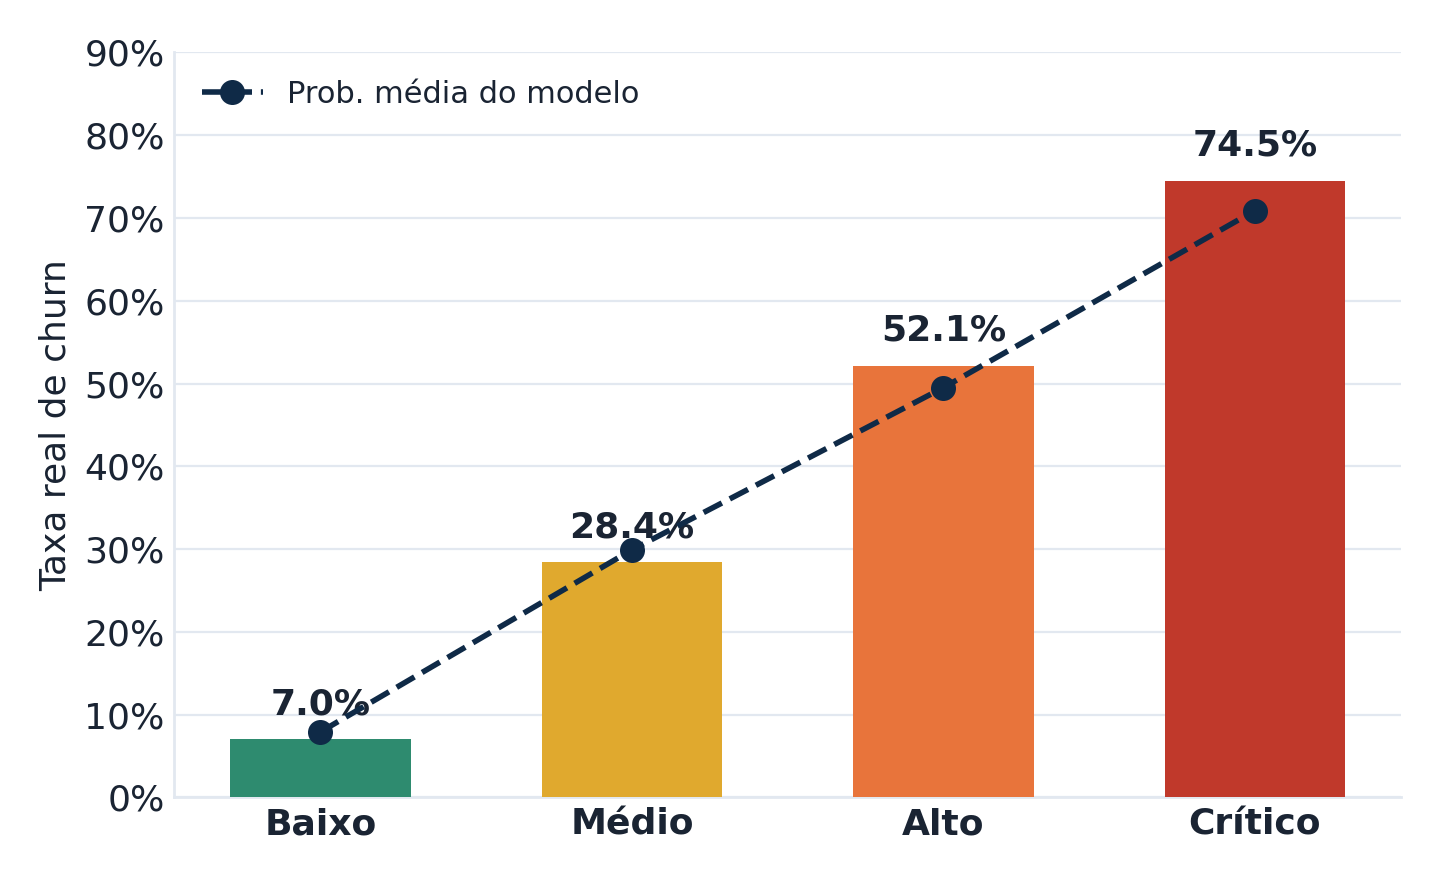 90%
Prob. média do modelo
80%
74.5%
70%
60%
52.1%
50%
40%
28.4%
30%
20%
7.0%
10%
0%
Taxa real de churn
Baixo
Médio
Alto
Crítico